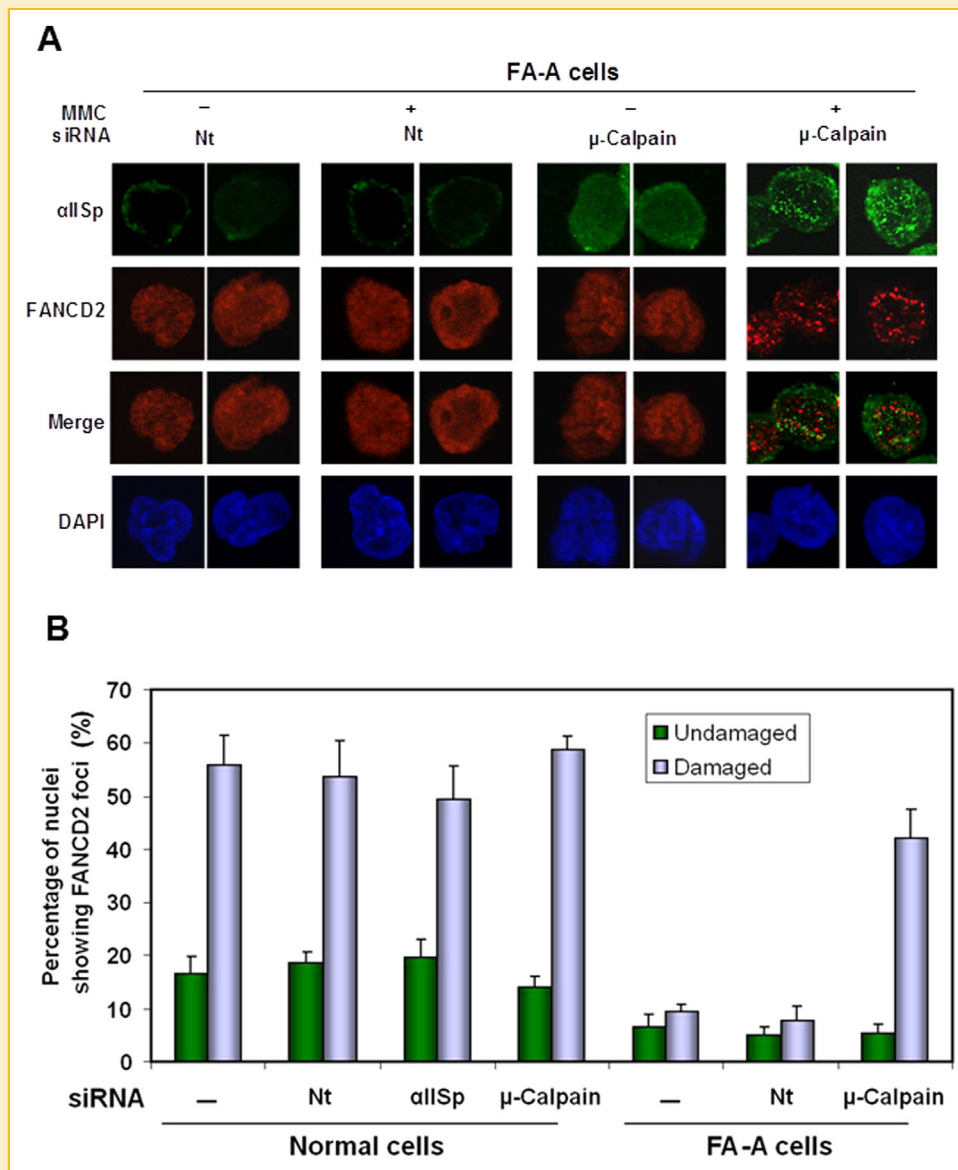 A
FA-A cells
MMC − + − +
siRNA Nt Nt µ-Calpain µ-Calpain
αIISp
FANCD2
Merge
DAPI
B
Percentage of nuclei
showing FANCD2 foci (%)
70
60
50
40
30
20
10
0
Undamaged
Damaged
siRNA — Nt αIISp µ-Calpain — Nt µ-Calpain
Normal cells FA-A cells